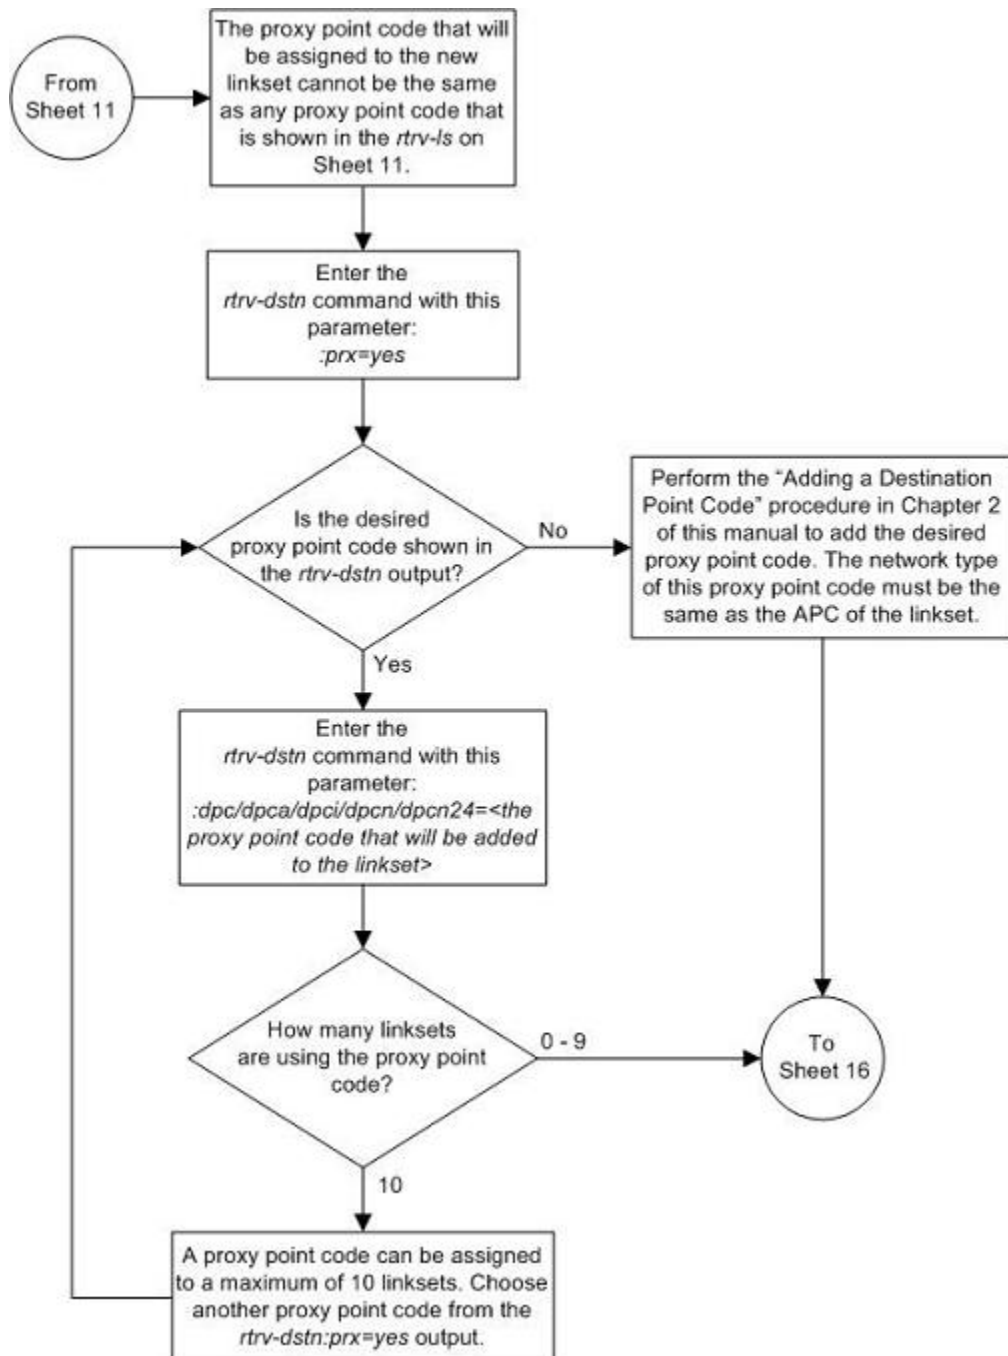 From
Sheet 11
The proxy point code that will
be assigned to the new
linkset cannot be the same
as any proxy point code that
is shown in the rtrv-ls on
Sheet 11.
Enter the
rtrv-dstn command with this
parameter:
:prx=yes
Is the desired
proxy point code shown in
the rtrv-dstn output?
No
Perform the “Adding a Destination
Point Code” procedure in Chapter 2
of this manual to add the desired
proxy point code. The network type
of this proxy point code must be the
same as the APC of the linkset.
Yes
Enter the
rtrv-dstn command with this
parameter:
:dpc/dpca/dpci/dpcn/dpcn24=<the
proxy point code that will be added
to the linkset>
How many linksets
are using the proxy point
code?
0 - 9
To
Sheet 16
10
A proxy point code can be assigned
to a maximum of 10 linksets. Choose
another proxy point code from the
rtrv-dstn:prx=yes output.